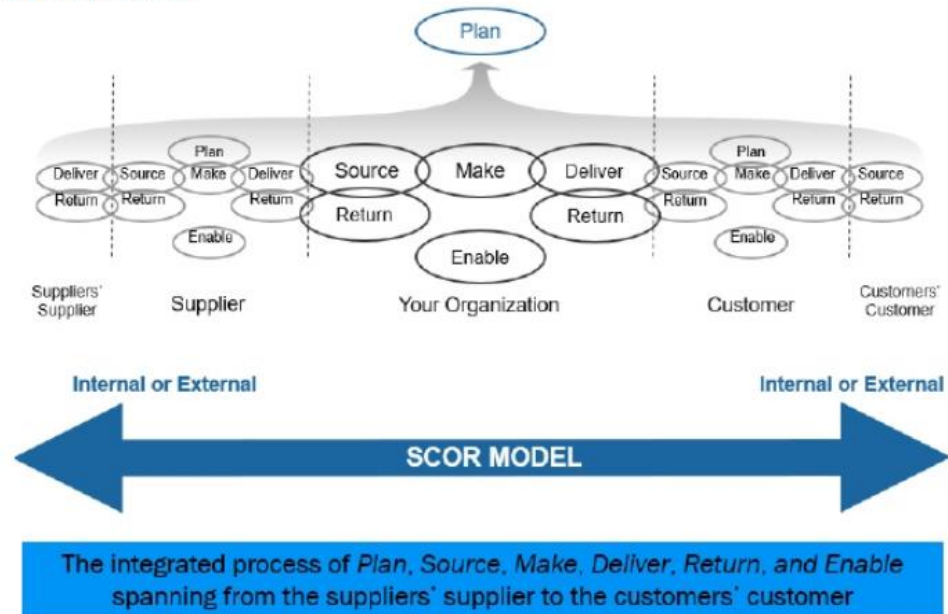 Plan
Plan
Plan
Deliver Source Make Deliver Source Make Deliver Source Make Deliver Source
Return Return Return Return Return Return Return Return
Enable Enable Enable
Suppliers' Supplier Supplier Your Organization Customer Customers' Customer
Internal or External Internal or External
SCOR MODEL
The integrated process of Plan, Source, Make, Deliver, Return, and Enable
spanning from the suppliers' supplier to the customers' customer